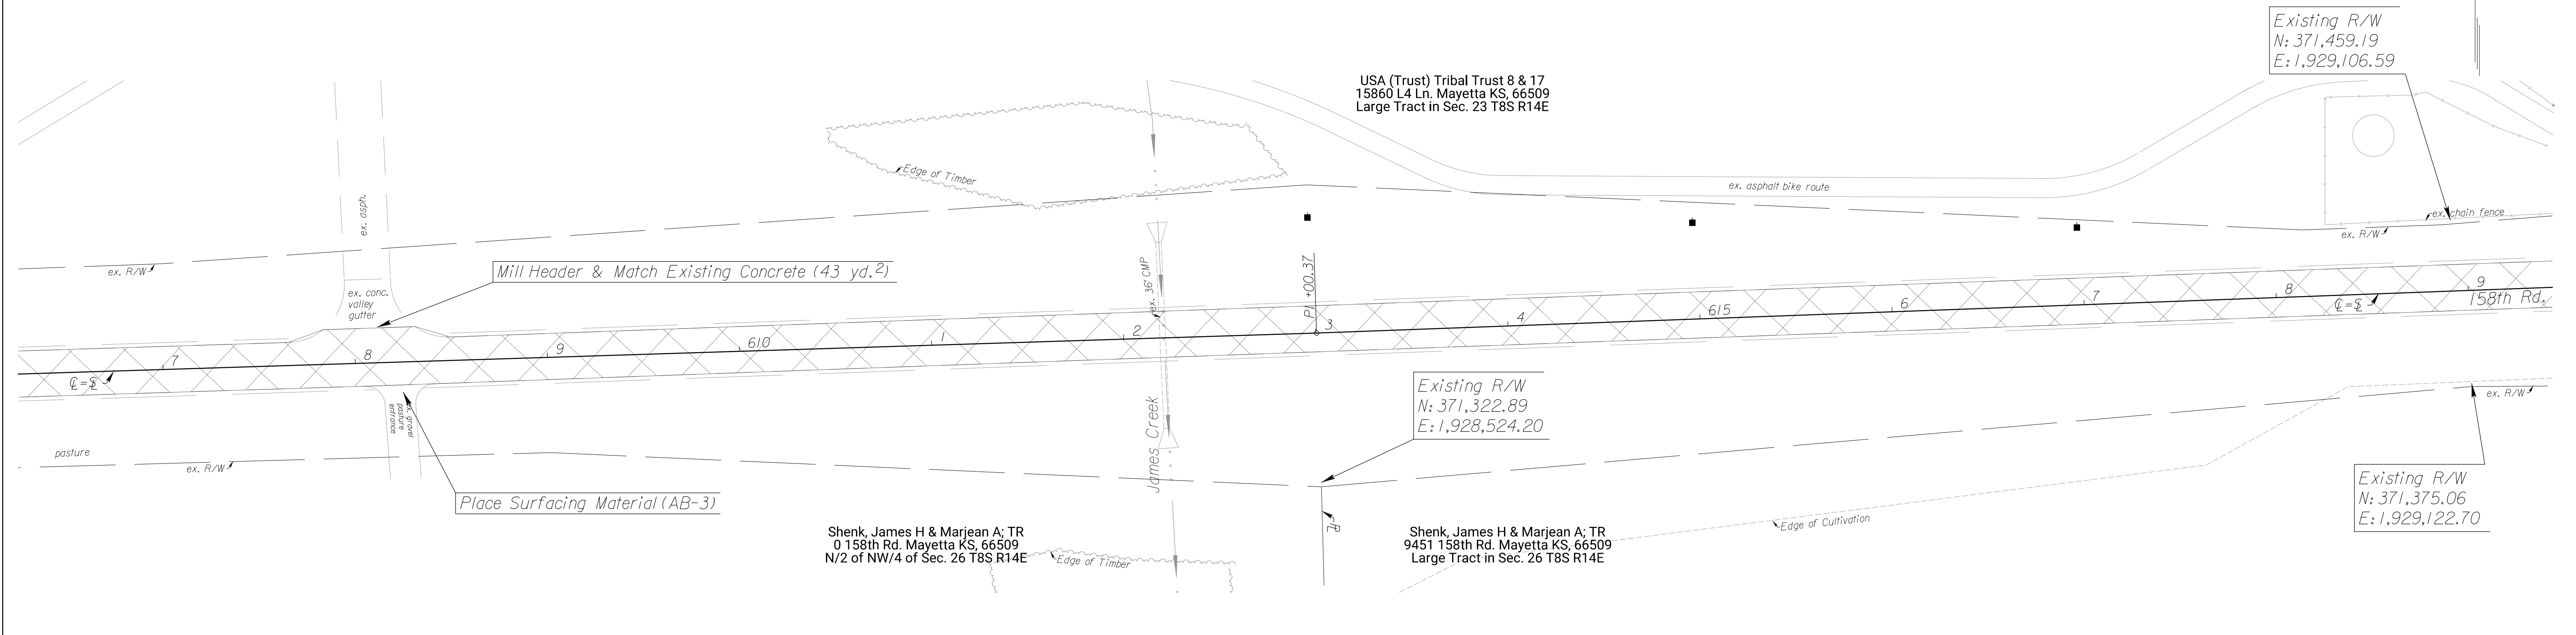 Existing R/W
N: 371,459.19
E: 1,929,106.59
USA (Trust) Tribal Trust 8 & 17
15860 L4 Ln. Mayetta KS, 66509
Large Tract in Sec. 23 T8S R14E
Edge of Timber
ex. asphalt bike route
ex. asph.
ex. chain fence
ex. R/W
ex. R/W
Mill Header & Match Existing Concrete (43 yd.²)
ex. conc.
valley
gutter
ex. 36" CMP
PI +00.37
7
8
9
610
1
2
3
4
615
6
7
8
9
158th Rd.
℄=
℄=
ex. gravel
pasture
entrance
James Creek
Existing R/W
N: 371,322.89
E: 1,928,524.20
ex. R/W
pasture
ex. R/W
Place Surfacing Material (AB-3)
Existing R/W
N: 371,375.06
E: 1,929,122.70
Shenk, James H & Marjean A; TR
0 158th Rd. Mayetta KS, 66509
N/2 of NW/4 of Sec. 26 T8S R14E
Edge of Timber
PL
Shenk, James H & Marjean A; TR
9451 158th Rd. Mayetta KS, 66509
Large Tract in Sec. 26 T8S R14E
Edge of Cultivation